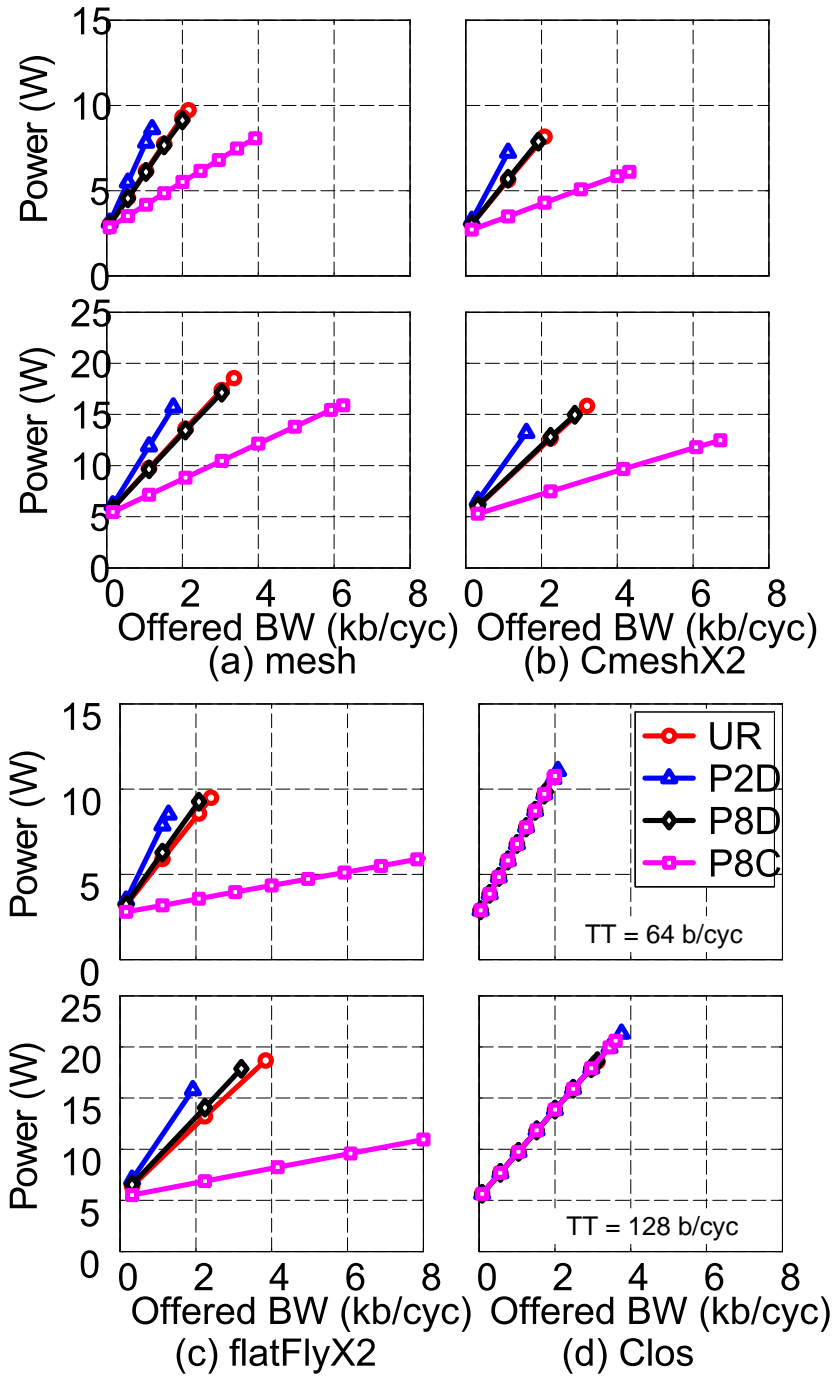 15
10
5
0
Power (W)
25
20
15
10
5
0
Power (W)
0 2 4 6 8 0 2 4 6 8
Offered BW (kb/cyc) Offered BW (kb/cyc)
(a) mesh (b) CmeshX2
15
10
5
0
Power (W)
UR
P2D
P8D
P8C
TT = 64 b/cyc
25
20
15
10
5
0
Power (W)
TT = 128 b/cyc
0 2 4 6 8 0 2 4 6 8
Offered BW (kb/cyc) Offered BW (kb/cyc)
(c) flatFlyX2 (d) Clos